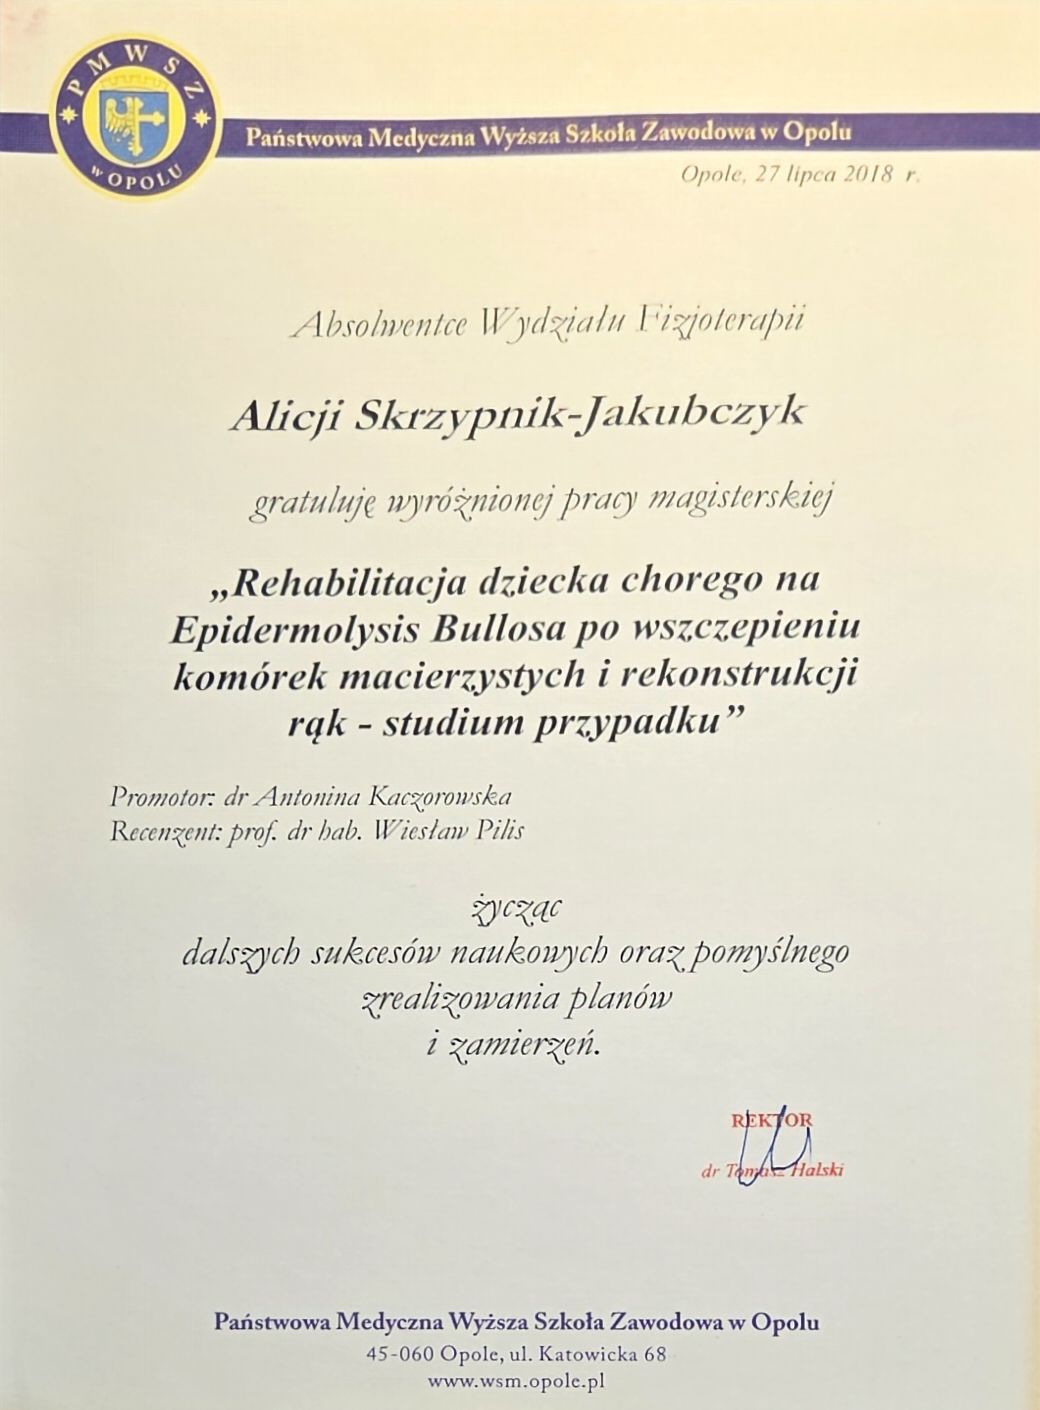 PMWSZ
w OPOLU
Państwowa Medyczna Wyższa Szkoła Zawodowa w Opolu
Opole, 27 lipca 2018 r.
Absolwentce Wydziału Fizjoterapii
Alicji Skrzypnik-Jakubczyk
gratuluję wyróżnionej pracy magisterskiej
„Rehabilitacja dziecka chorego na
Epidermolysis Bullosa po wszczepieniu
komórek macierzystych i rekonstrukcji
rąk - studium przypadku”
Promotor: dr Antonina Kaczorowska
Recenzent: prof. dr hab. Wiesław Pilis
życząc
dalszych sukcesów naukowych oraz pomyślnego
zrealizowania planów
i zamierzeń.
REKTOR
dr Tomasz Halski
Państwowa Medyczna Wyższa Szkoła Zawodowa w Opolu
45-060 Opole, ul. Katowicka 68
www.wsm.opole.pl